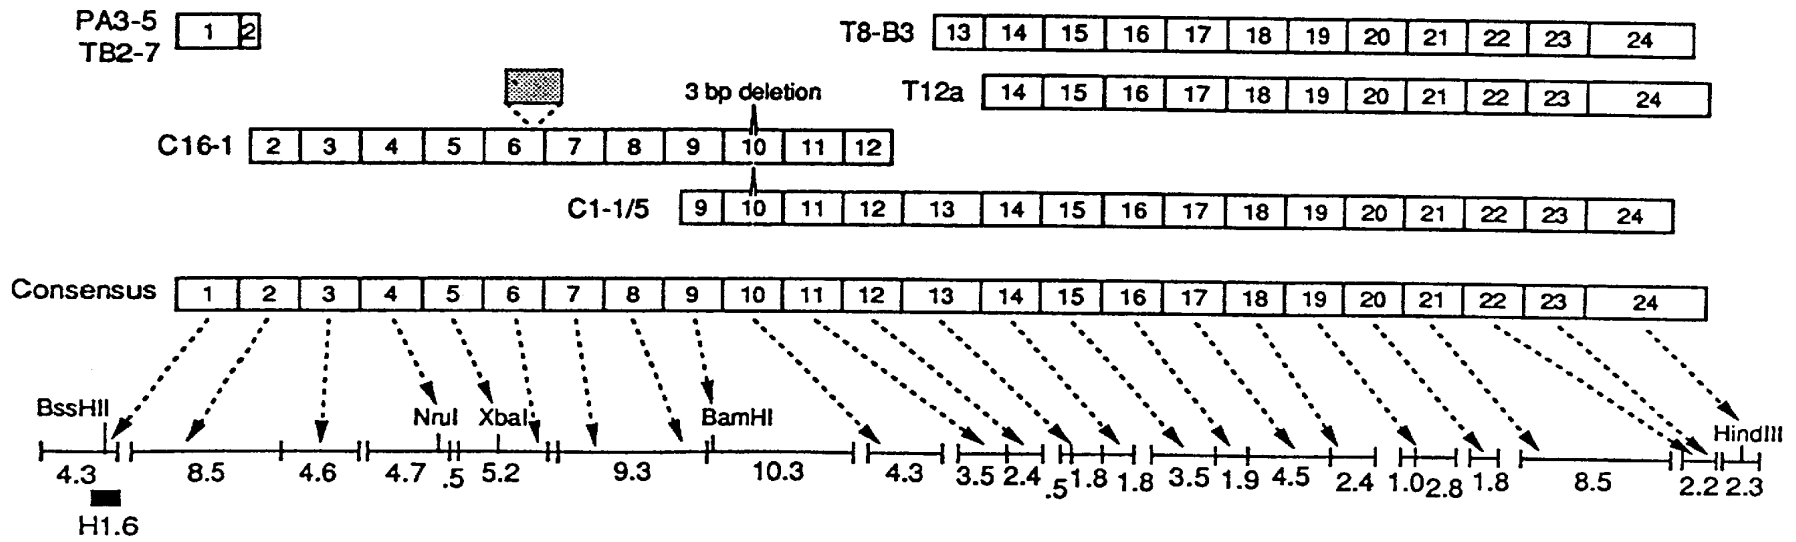 PA3-5
TB2-7
1 2
T8-B3 13 14 15 16 17 18 19 20 21 22 23 24
T12a 14 15 16 17 18 19 20 21 22 23 24
3 bp deletion
C16-1 2 3 4 5 6 7 8 9 10 11 12
C1-1/5 9 10 11 12 13 14 15 16 17 18 19 20 21 22 23 24
Consensus 1 2 3 4 5 6 7 8 9 10 11 12 13 14 15 16 17 18 19 20 21 22 23 24
BssHII NruI XbaI BamHI HindIII
4.3 8.5 4.6 4.7 .5 5.2 9.3 10.3 4.3 3.5 2.4 .5 1.8 1.8 3.5 1.9 4.5 2.4 1.0 2.8 1.8 8.5 2.2 2.3
H1.6